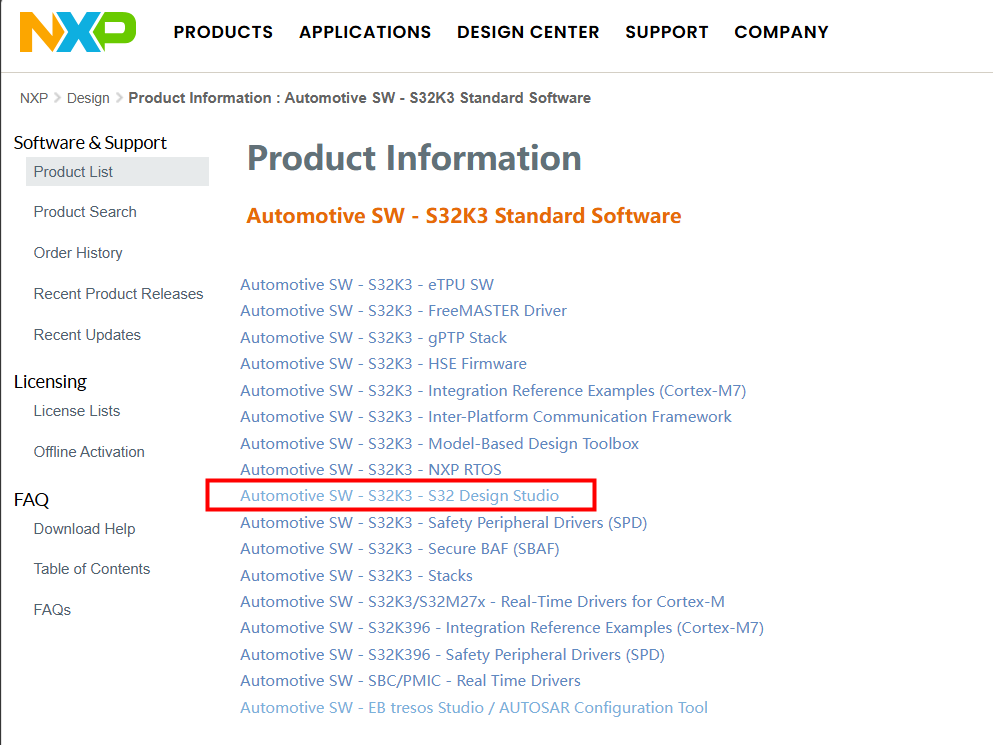 NXP PRODUCTS APPLICATIONS DESIGN CENTER SUPPORT COMPANY
NXP > Design > Product Information : Automotive SW - S32K3 Standard Software
Software & Support
Product List
Product Search
Order History
Recent Product Releases
Recent Updates
Licensing
License Lists
Offline Activation
FAQ
Download Help
Table of Contents
FAQs
Product Information
Automotive SW - S32K3 Standard Software
Automotive SW - S32K3 - eTPU SW
Automotive SW - S32K3 - FreeMASTER Driver
Automotive SW - S32K3 - gPTP Stack
Automotive SW - S32K3 - HSE Firmware
Automotive SW - S32K3 - Integration Reference Examples (Cortex-M7)
Automotive SW - S32K3 - Inter-Platform Communication Framework
Automotive SW - S32K3 - Model-Based Design Toolbox
Automotive SW - S32K3 - NXP RTOS
Automotive SW - S32K3 - S32 Design Studio
Automotive SW - S32K3 - Safety Peripheral Drivers (SPD)
Automotive SW - S32K3 - Secure BAF (SBAF)
Automotive SW - S32K3 - Stacks
Automotive SW - S32K3/S32M27x - Real-Time Drivers for Cortex-M
Automotive SW - S32K396 - Integration Reference Examples (Cortex-M7)
Automotive SW - S32K396 - Safety Peripheral Drivers (SPD)
Automotive SW - SBC/PMIC - Real Time Drivers
Automotive SW - EB tresos Studio / AUTOSAR Configuration Tool